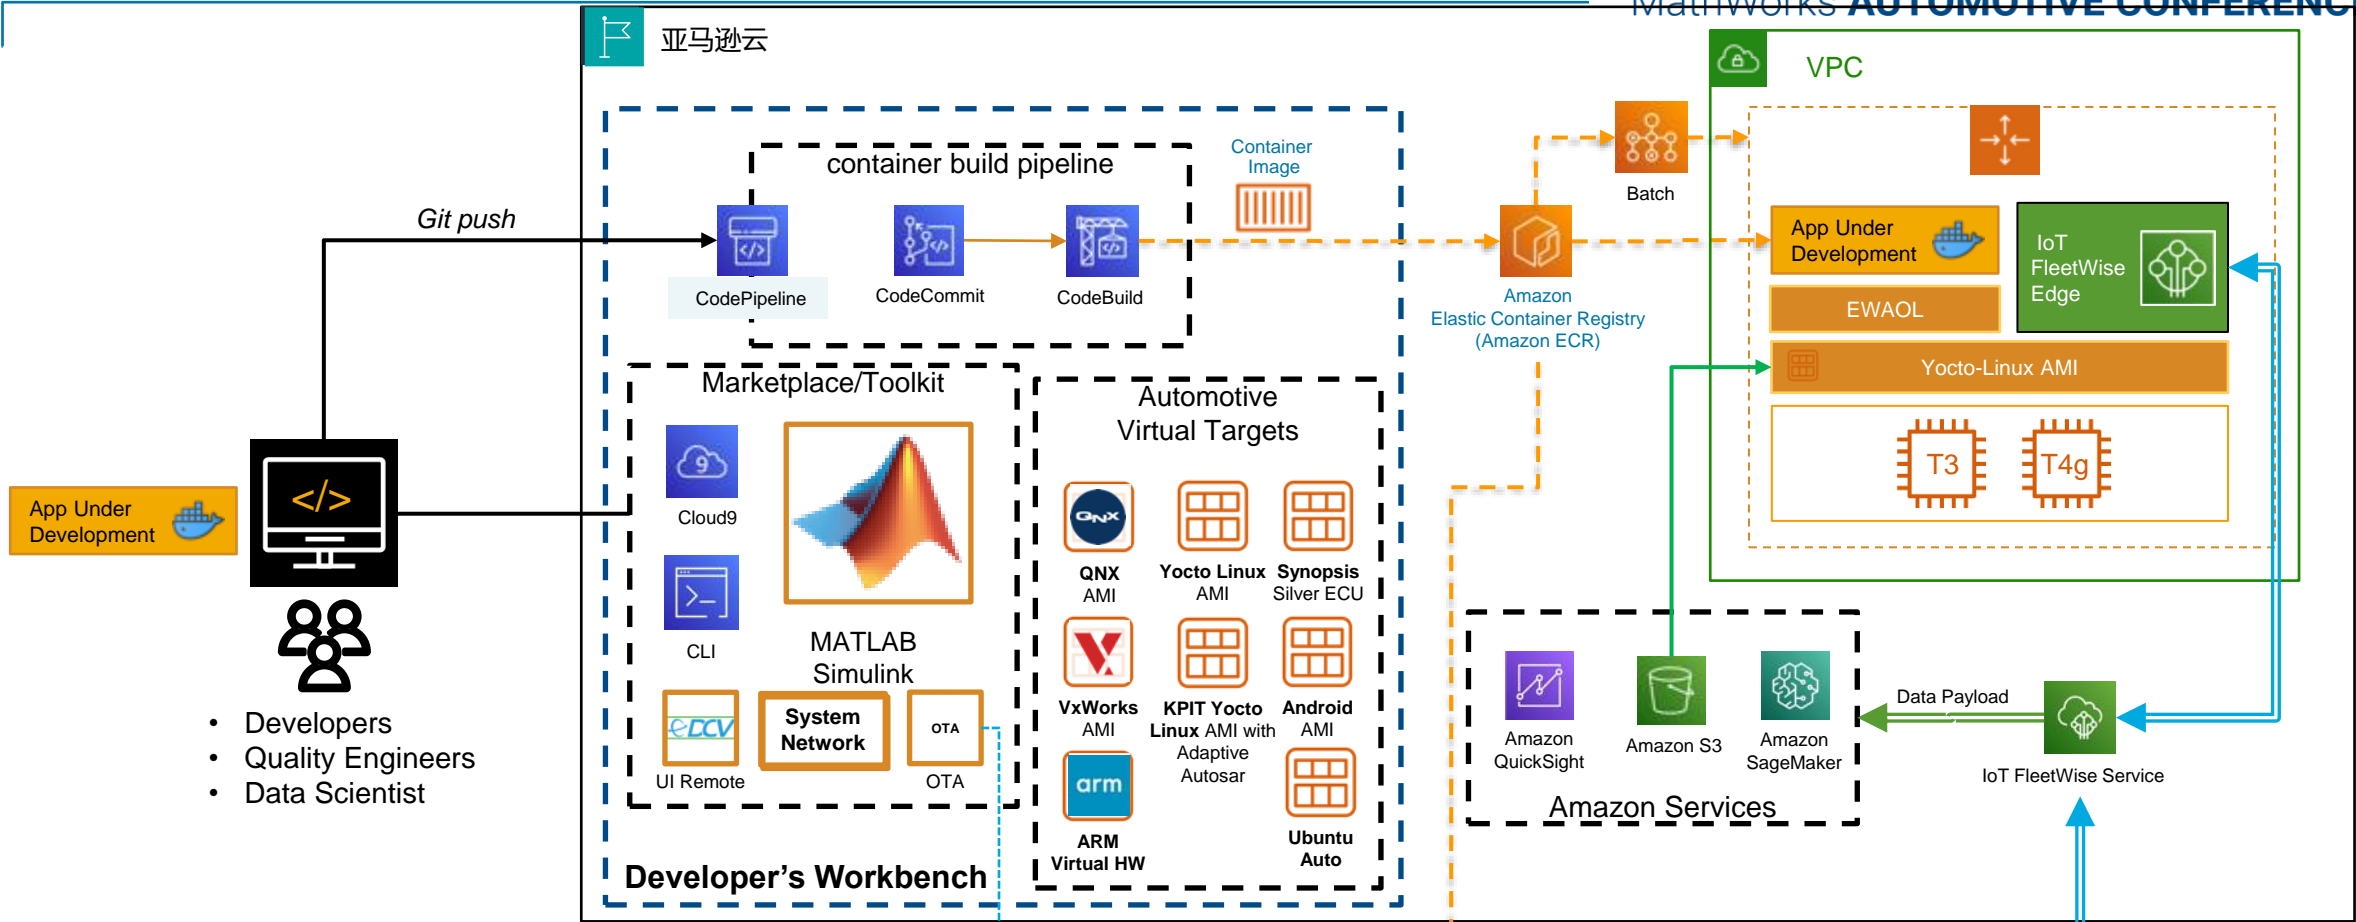 MathWorks AUTOMOTIVE CONFERENC
亚马逊云
VPC
container build pipeline
Container
Image
Batch
Git push
CodePipeline
CodeCommit
CodeBuild
Amazon
Elastic Container Registry
(Amazon ECR)
App Under
Development
IoT
FleetWise
Edge
EWAOL
Yocto-Linux AMI
T3
T4g
Marketplace/Toolkit
9
Cloud9
CLI
MATLAB
Simulink
DCV
UI Remote
System
Network
OTA
OTA
Automotive
Virtual Targets
QNX
QNX
AMI
Yocto Linux
AMI
Synopsis
Silver ECU
VxWorks
AMI
KPIT Yocto
Linux AMI with
Adaptive
Autosar
Android
AMI
arm
ARM
Virtual HW
Ubuntu
Auto
Developer's Workbench
App Under
Development
</>
• Developers
• Quality Engineers
• Data Scientist
Amazon
QuickSight
Amazon S3
Amazon
SageMaker
Amazon Services
Data Payload
IoT FleetWise Service